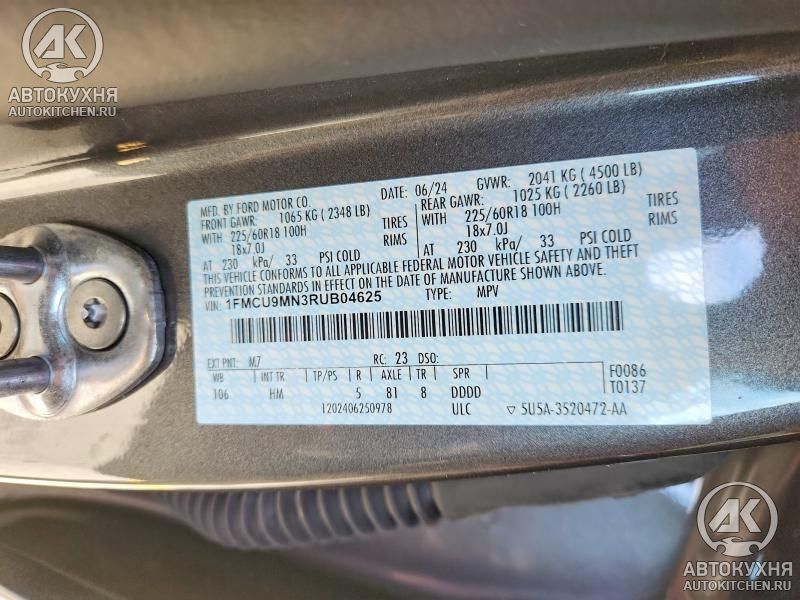 АК
АВТОКУХНЯ
AUTOKITCHEN.RU
MFD. BY FORD MOTOR CO. DATE: 06/24 GVWR: 2041 KG ( 4500 LB)
FRONT GAWR: 1065 KG ( 2348 LB) REAR GAWR: 1025 KG ( 2260 LB)
WITH 225/60R18 100H TIRES WITH 225/60R18 100H TIRES
18x7.0J RIMS 18x7.0J RIMS
AT 230 kPa/ 33 PSI COLD AT 230 kPa/ 33 PSI COLD
THIS VEHICLE CONFORMS TO ALL APPLICABLE FEDERAL MOTOR VEHICLE SAFETY AND THEFT
PREVENTION STANDARDS IN EFFECT ON THE DATE OF MANUFACTURE SHOWN ABOVE.
VIN: 1FMCU9MN3RUB04625 TYPE: MPV
EXT PNT: M7 RC: 23 DSO: F0086
WB INT TR TP/PS R AXLE TR SPR T0137
106 HM 5 81 8 DDDD
1202406250978 ULC ▽ 5U5A-3520472-AA
АК
АВТОКУХНЯ
AUTOKITCHEN.RU